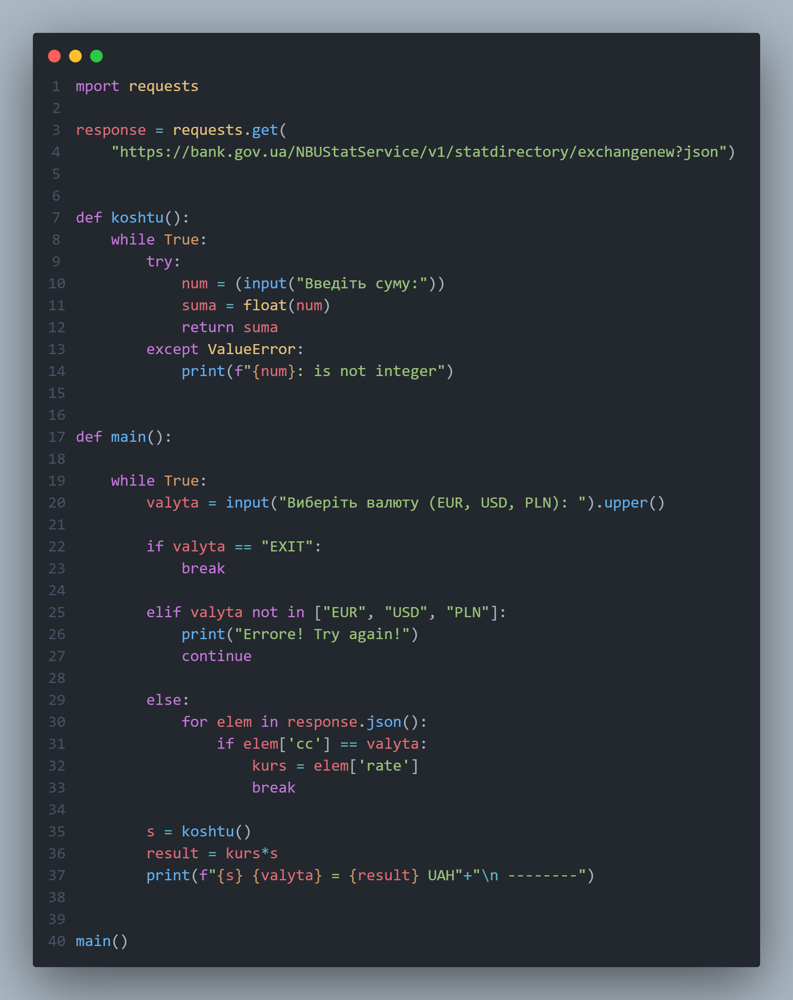 1 mport requests
2
3 response = requests.get(
4     "https://bank.gov.ua/NBUStatService/v1/statdirectory/exchangenew?json")
5
6
7 def koshtu():
8     while True:
9         try:
10             num = (input("Введіть суму:"))
11             suma = float(num)
12             return suma
13         except ValueError:
14             print(f"{num}: is not integer")
15
16
17 def main():
18
19     while True:
20         valyta = input("Виберіть валюту (EUR, USD, PLN): ").upper()
21
22         if valyta == "EXIT":
23             break
24
25         elif valyta not in ["EUR", "USD", "PLN"]:
26             print("Errore! Try again!")
27             continue
28
29         else:
30             for elem in response.json():
31                 if elem['cc'] == valyta:
32                     kurs = elem['rate']
33                     break
34
35         s = koshtu()
36         result = kurs*s
37         print(f"{s} {valyta} = {result} UAH"+"\n --------")
38
39
40 main()